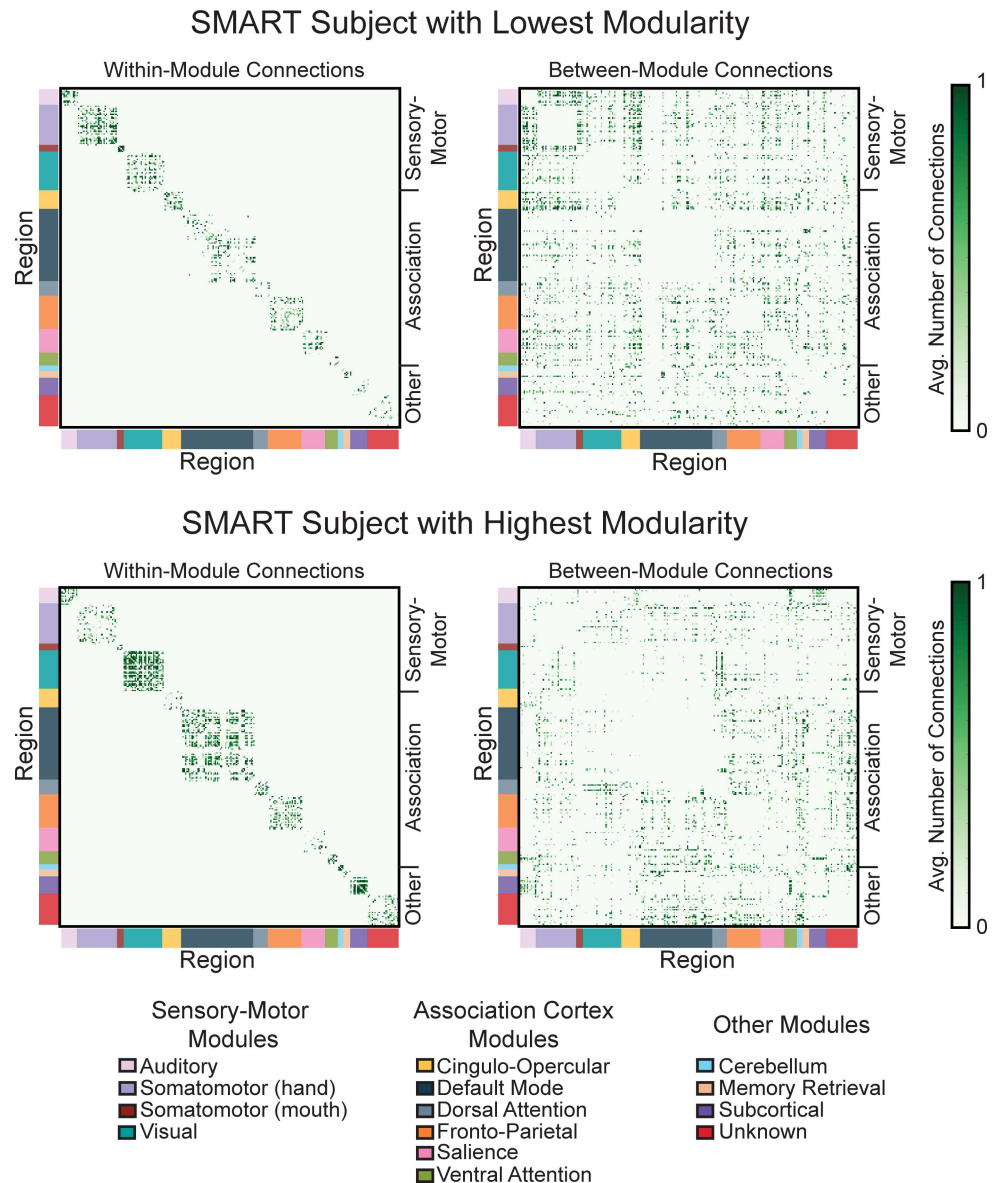 SMART Subject with Lowest Modularity
Within-Module Connections
Between-Module Connections
Region
Sensory-
Motor
Association
Other
Region
Region
Sensory-
Motor
Association
Other
Region
1
Avg. Number of Connections
0
SMART Subject with Highest Modularity
Within-Module Connections
Between-Module Connections
Region
Sensory-
Motor
Association
Other
Region
Region
Sensory-
Motor
Association
Other
Region
1
Avg. Number of Connections
0
Sensory-Motor
Modules
Auditory
Somatomotor (hand)
Somatomotor (mouth)
Visual
Association Cortex
Modules
Cingulo-Opercular
Default Mode
Dorsal Attention
Fronto-Parietal
Salience
Ventral Attention
Other Modules
Cerebellum
Memory Retrieval
Subcortical
Unknown